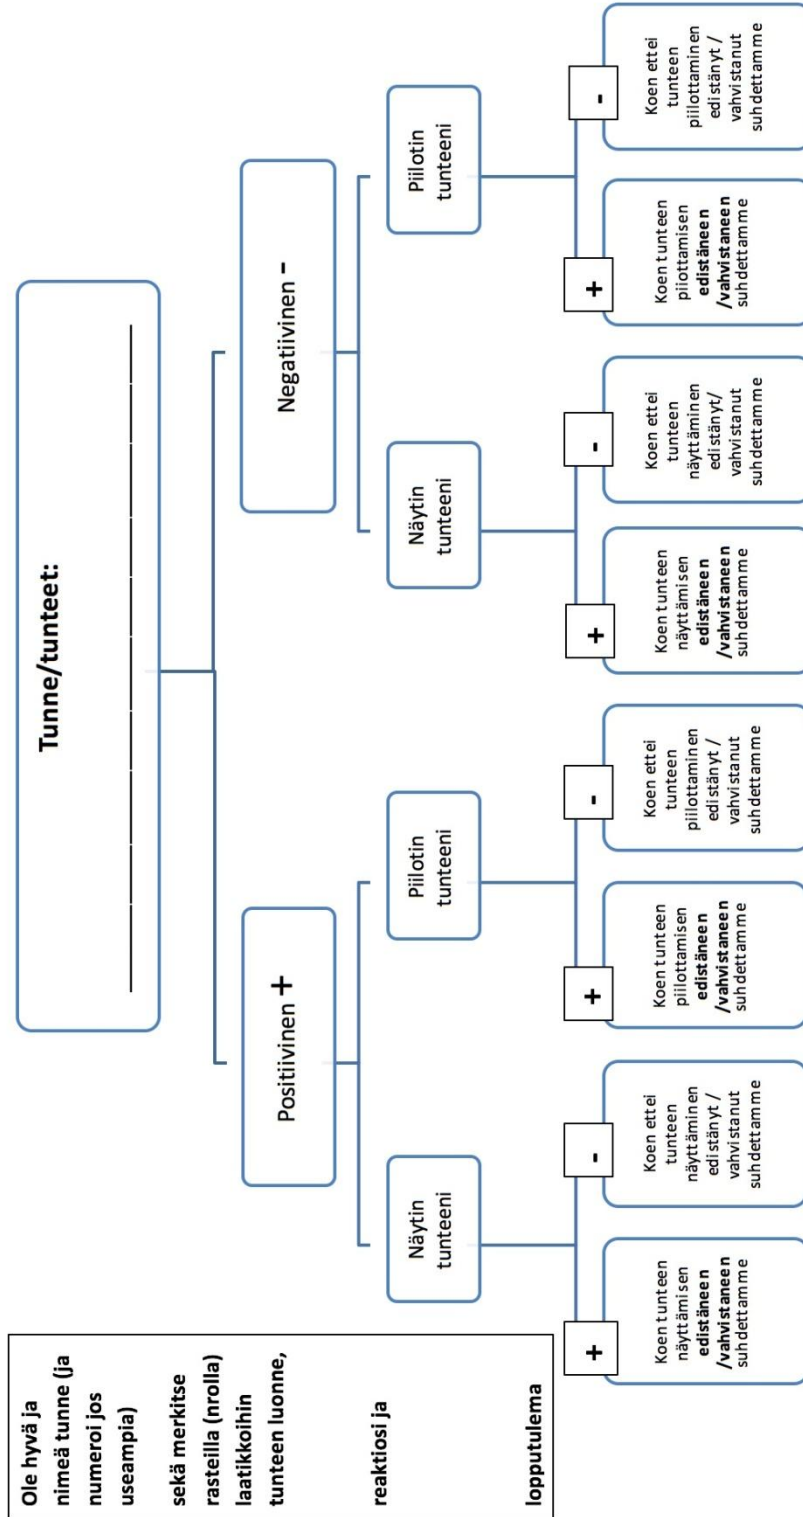 Ole hyvä ja
nimeä tunne (ja
numeroi jos
useampia)
sekä merkitse
rasteilla (nrolla)
laatikkoihin
tunteen luonne,
reaktiosi ja
lopputulema
Tunne/tunteet:
Positiivinen +
Negatiivinen –
Näytin
tunteeni
Piilotin
tunteeni
Näytin
tunteeni
Piilotin
tunteeni
+
Koen tunteen
näyttämisen
edistäneen
/vahvistaneen
suhdettamme
-
Koen ettei
tunteen
näyttäminen
edistänyt /
vahvistanut
suhdettamme
+
Koen tunteen
piilottamisen
edistäneen
/vahvistaneen
suhdettamme
-
Koen ettei
tunteen
piilottaminen
edistänyt /
vahvistanut
suhdettamme
+
Koen tunteen
näyttämisen
edistäneen
/vahvistaneen
suhdettamme
-
Koen ettei
tunteen
näyttäminen
edistänyt/
vahvistanut
suhdettamme
+
Koen tunteen
piiottamisen
edistäneen
/vahvistaneen
suhdettamme
-
Koen ettei
tunteen
piilottaminen
edistänyt /
vahvistanut
suhdettamme